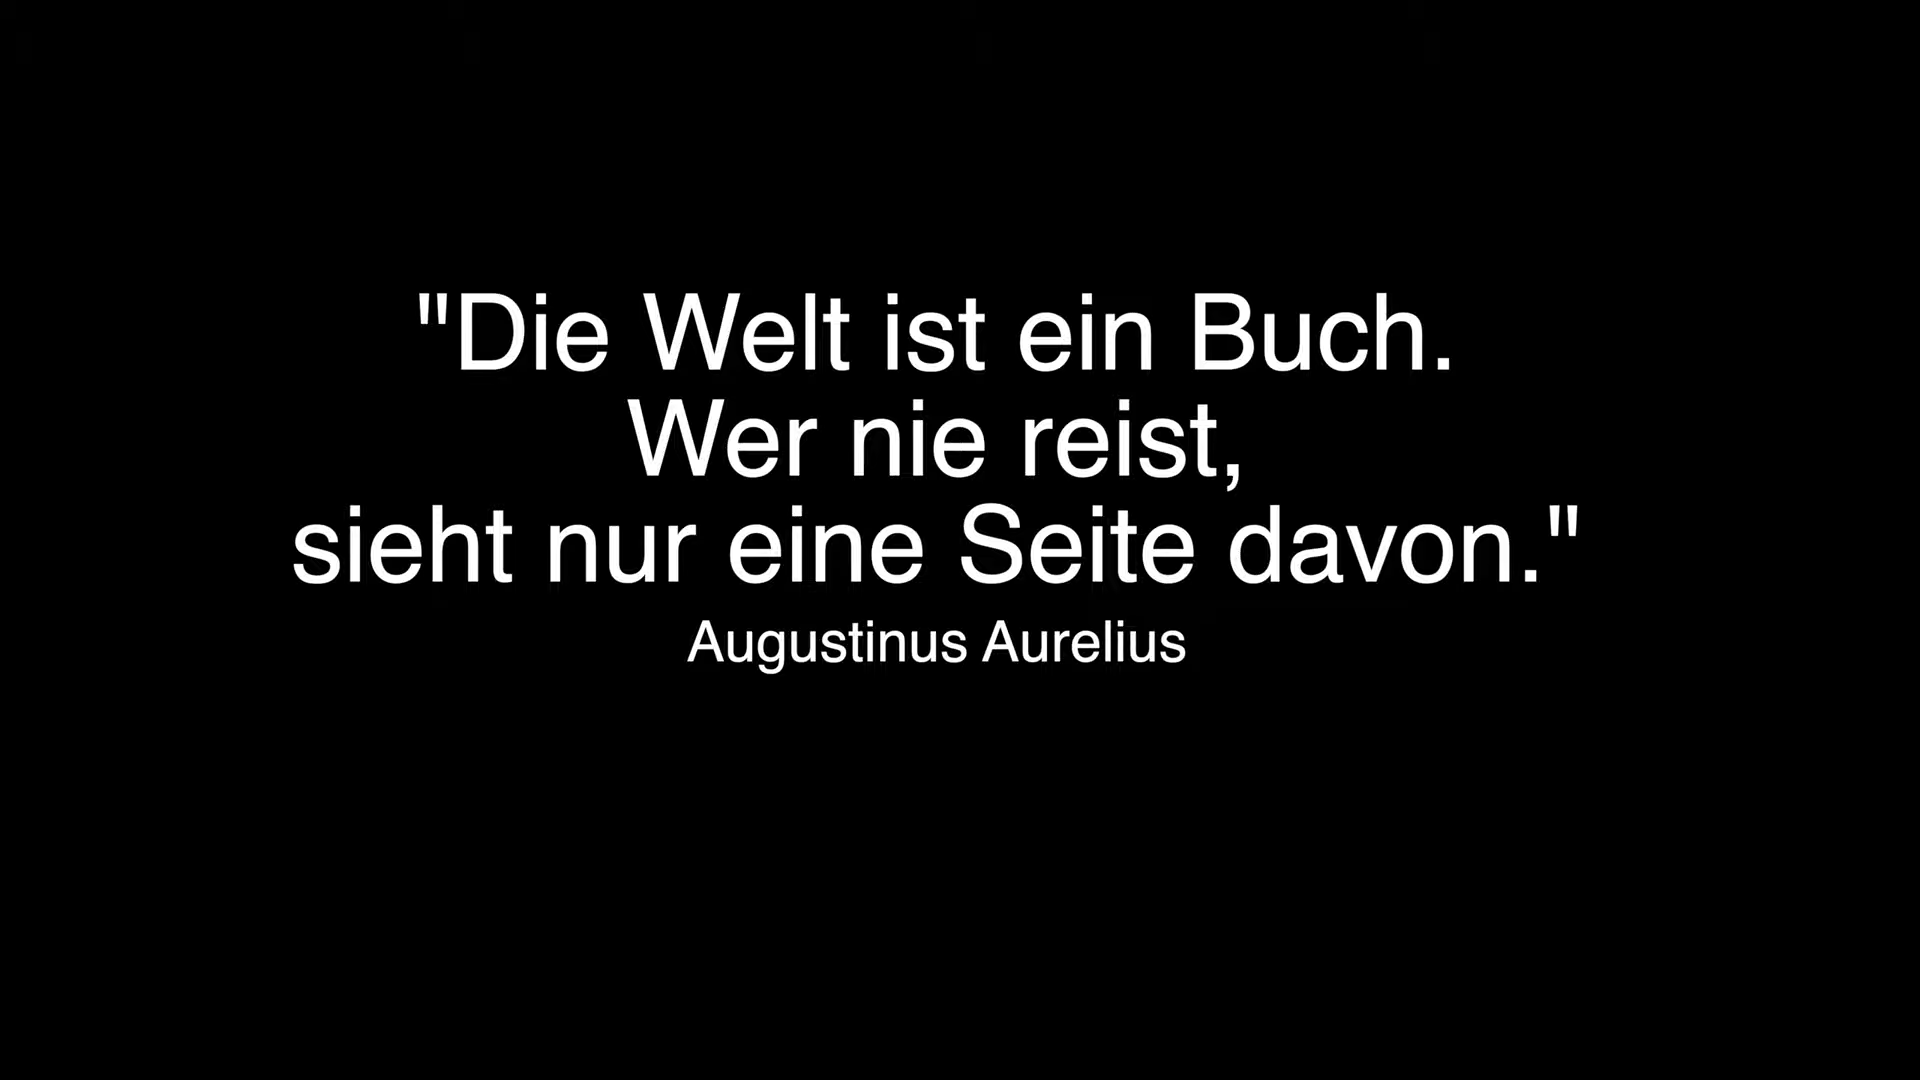 "Die Welt ist ein Buch.
Wer nie reist,
sieht nur eine Seite davon."
Augustinus Aurelius